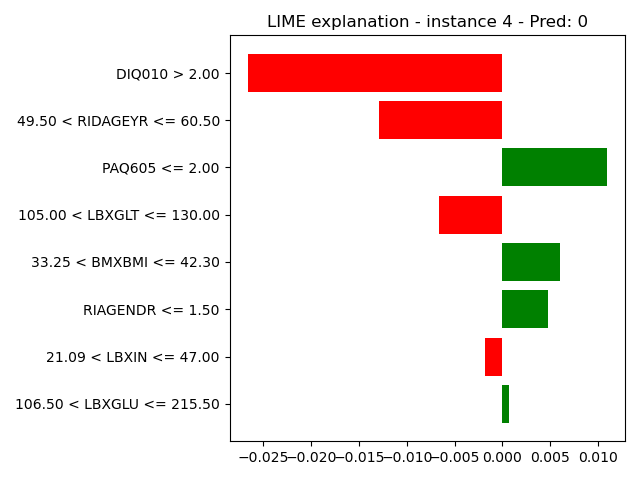 LIME explanation - instance 4 - Pred: 0
DIQ010 > 2.00
49.50 < RIDAGEYR <= 60.50
PAQ605 <= 2.00
105.00 < LBXGLT <= 130.00
33.25 < BMXBMI <= 42.30
RIAGENDR <= 1.50
21.09 < LBXIN <= 47.00
106.50 < LBXGLU <= 215.50
−0.025 −0.020 −0.015 −0.010 −0.005 0.000 0.005 0.010